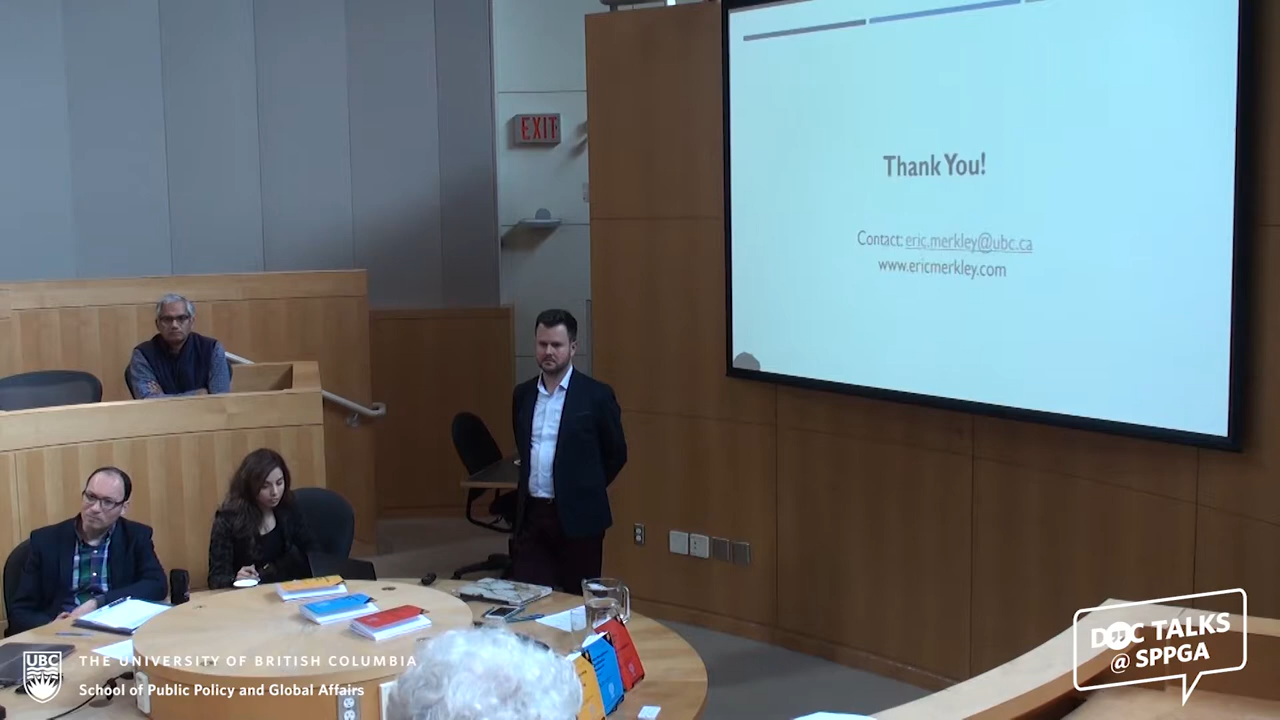 EXIT
Thank You!
Contact: eric.merkley@ubc.ca
www.ericmerkley.com
UBC
THE UNIVERSITY OF BRITISH COLUMBIA
School of Public Policy and Global Affairs
DOC TALKS
@ SPPGA